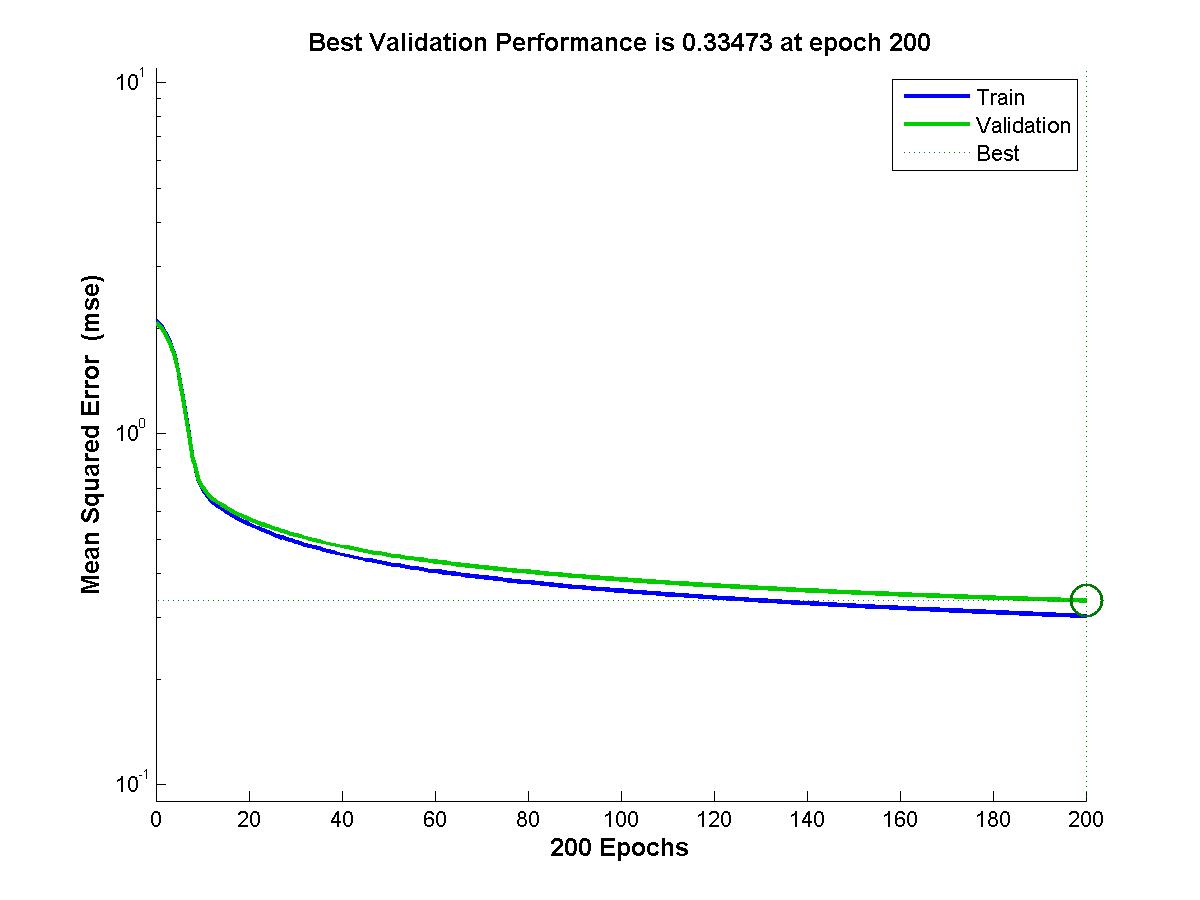 Best Validation Performance is 0.33473 at epoch 200
Train
Validation
Best
Mean Squared Error (mse)
10^1
10^0
10^-1
0 20 40 60 80 100 120 140 160 180 200
200 Epochs